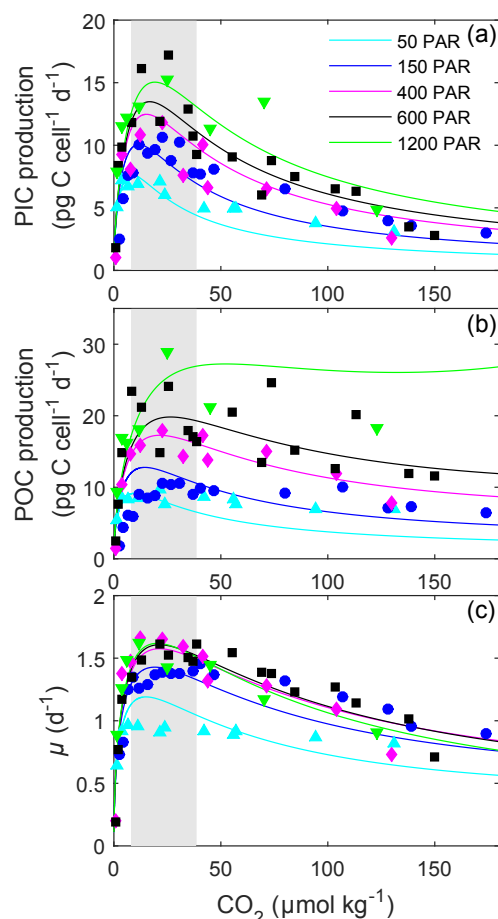 (a)
50 PAR
150 PAR
400 PAR
600 PAR
1200 PAR
PIC production
(pg C cell⁻¹ d⁻¹)
20
15
10
5
0
0 50 100 150
(b)
POC production
(pg C cell⁻¹ d⁻¹)
30
20
10
0
0 50 100 150
(c)
μ (d⁻¹)
2
1.5
1
0.5
0
0 50 100 150
CO₂ (μmol kg⁻¹)